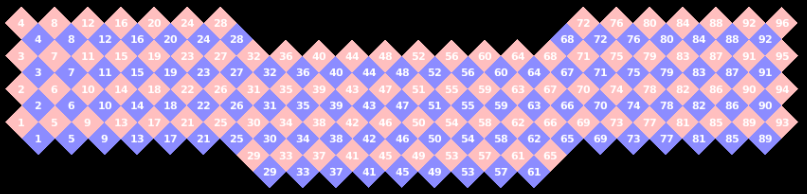 4 8 12 16 20 24 28 72 76 80 84 88 92 96
4 8 12 16 20 24 28 68 72 76 80 84 88 92
3 7 11 15 19 23 27 32 36 40 44 48 52 56 60 64 68 71 75 79 83 87 91 95
3 7 11 15 19 23 27 32 36 40 44 48 52 56 60 64 67 71 75 79 83 87 91
2 6 10 14 18 22 26 31 35 39 43 47 51 55 59 63 67 70 74 78 82 86 90 94
2 6 10 14 18 22 26 31 35 39 43 47 51 55 59 63 66 70 74 78 82 86 90
1 5 9 13 17 21 25 30 34 38 42 46 50 54 58 62 66 69 73 77 81 85 89 93
1 5 9 13 17 21 25 30 34 38 42 46 50 54 58 62 65 69 73 77 81 85 89
29 33 37 41 45 49 53 57 61 65
29 33 37 41 45 49 53 57 61